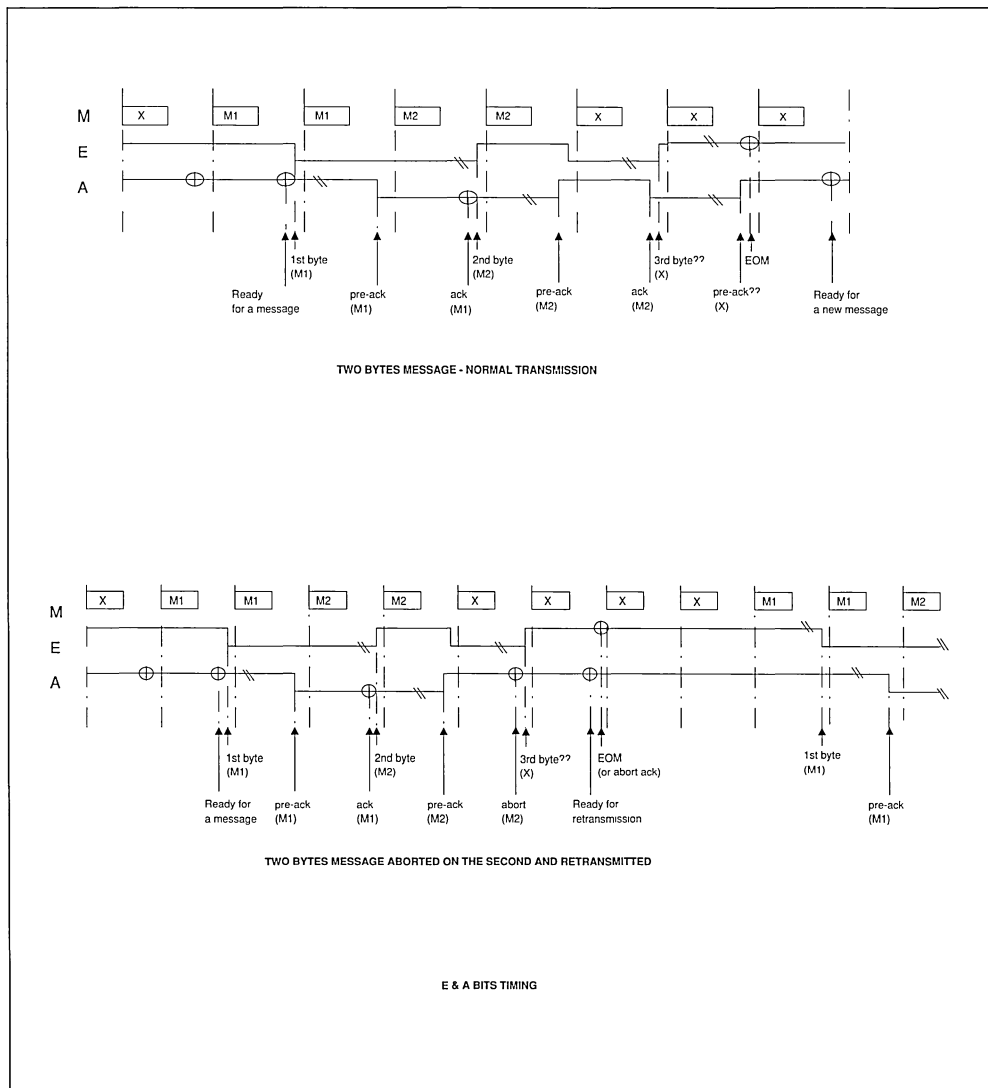 M
X M1 M1 M2 M2 X X X
E
A
1st byte
(M1)
2nd byte
(M2)
3rd byte??
(X)
EOM
Ready
for a message
pre-ack
(M1)
ack
(M1)
pre-ack
(M2)
ack
(M2)
pre-ack??
(X)
Ready for
a new message
TWO BYTES MESSAGE - NORMAL TRANSMISSION
M
X M1 M1 M2 M2 X X X X M1 M1 M2
E
A
1st byte
(M1)
2nd byte
(M2)
3rd byte??
(X)
EOM
(or abort ack)
1st byte
(M1)
Ready for
a message
pre-ack
(M1)
ack
(M1)
pre-ack
(M2)
abort
(M2)
Ready for
retransmission
pre-ack
(M1)
TWO BYTES MESSAGE ABORTED ON THE SECOND AND RETRANSMITTED
E & A BITS TIMING